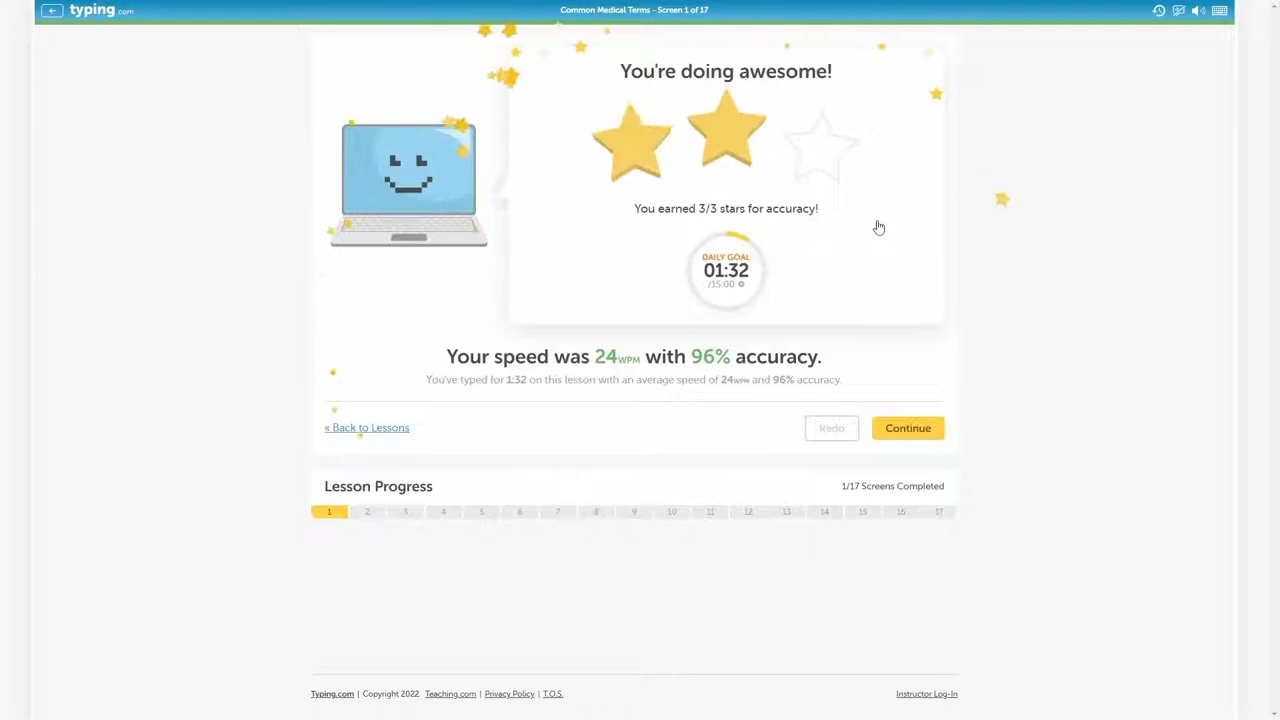 typing.com
Common Medical Terms - Screen 1 of 17
You're doing awesome!
You earned 3/3 stars for accuracy!
DAILY GOAL
01:32
/15:00
Your speed was 24WPM with 96% accuracy.
You've typed for 1:32 on this lesson with an average speed of 24WPM and 96% accuracy.
« Back to Lessons
Redo
Continue
Lesson Progress
1/17 Screens Completed
1 2 3 4 5 6 7 8 9 10 11 12 13 14 15 16 17
Typing.com | Copyright 2022 Teaching.com | Privacy Policy | T.O.S.
Instructor Log-In